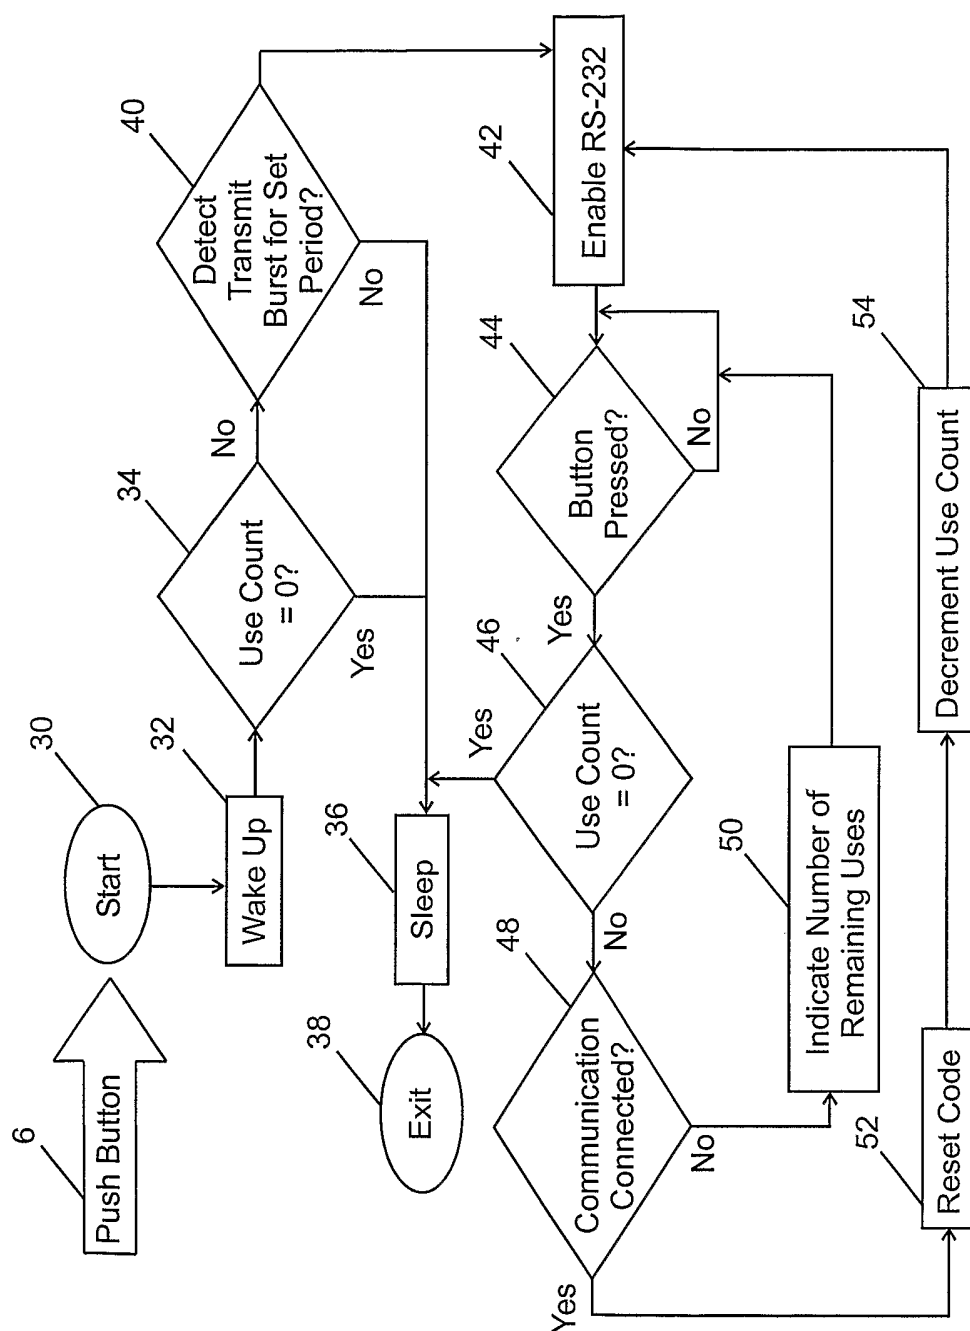 6
Push Button
30
Start
32
Wake Up
34
Use Count
= 0?
No
Yes
40
Detect
Transmit
Burst for Set
Period?
No
36
Sleep
38
Exit
42
Enable RS-232
44
Button
Pressed?
No
Yes
46
Use Count
= 0?
Yes
No
48
Communication
Connected?
No
Yes
50
Indicate Number of
Remaining Uses
52
Reset Code
54
Decrement Use Count